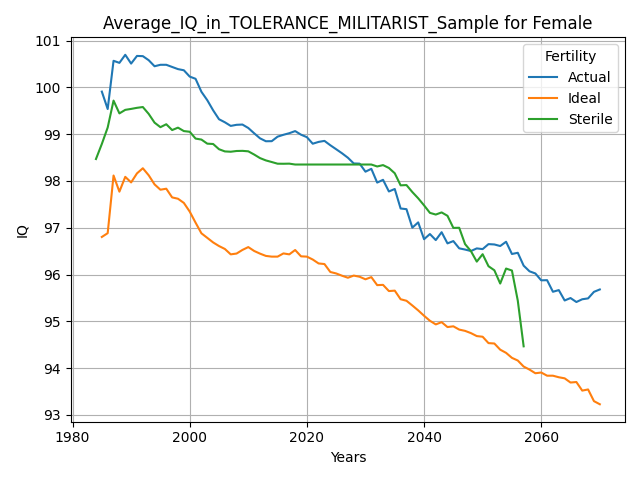 Average_IQ_in_TOLERANCE_MILITARIST_Sample for Female
101
100
99
98
97
96
95
94
93
IQ
1980
2000
2020
2040
2060
Years
Fertility
Actual
Ideal
Sterile